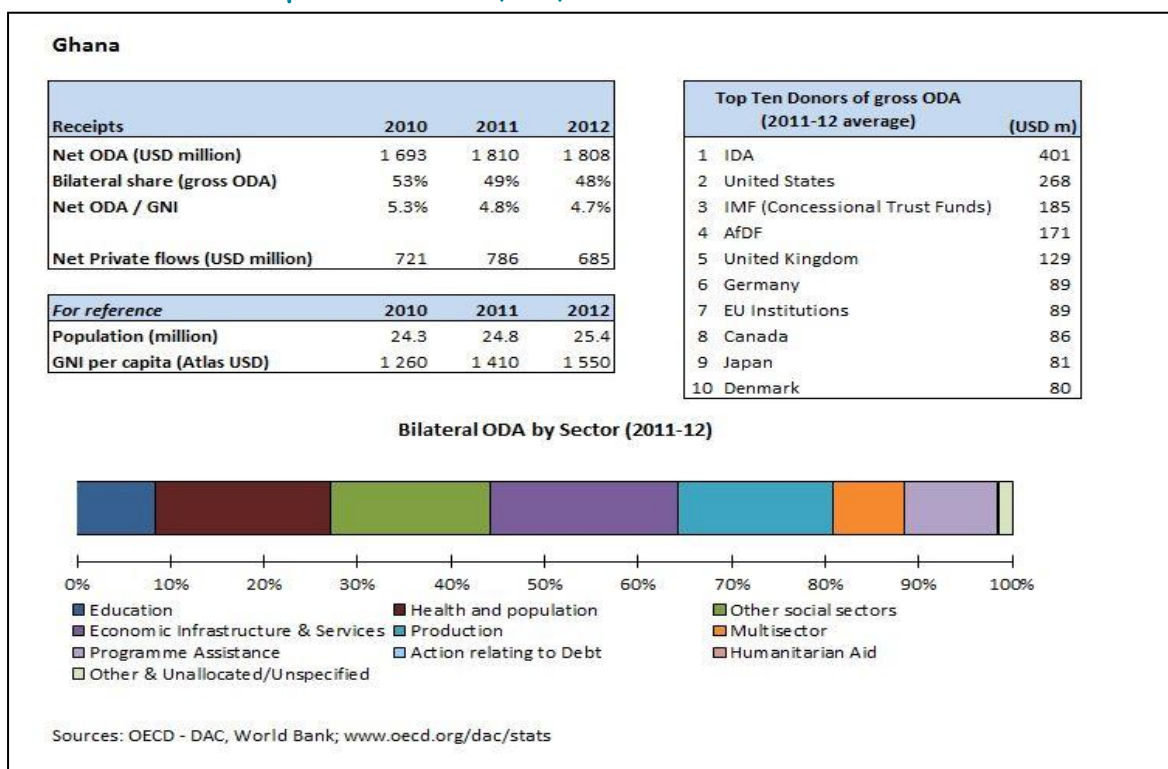 Ghana
Receipts 2010 2011 2012
Net ODA (USD million) 1 693 1 810 1 808
Bilateral share (gross ODA) 53% 49% 48%
Net ODA / GNI 5.3% 4.8% 4.7%
Net Private flows (USD million) 721 786 685
For reference 2010 2011 2012
Population (million) 24.3 24.8 25.4
GNI per capita (Atlas USD) 1 260 1 410 1 550
Top Ten Donors of gross ODA
(2011-12 average) (USD m)
1 IDA 401
2 United States 268
3 IMF (Concessional Trust Funds) 185
4 AfDF 171
5 United Kingdom 129
6 Germany 89
7 EU Institutions 89
8 Canada 86
9 Japan 81
10 Denmark 80
Bilateral ODA by Sector (2011-12)
0% 10% 20% 30% 40% 50% 60% 70% 80% 90% 100%
Education Health and population Other social sectors
Economic Infrastructure & Services Production Multisector
Programme Assistance Action relating to Debt Humanitarian Aid
Other & Unallocated/Unspecified
Sources: OECD - DAC, World Bank; www.oecd.org/dac/stats